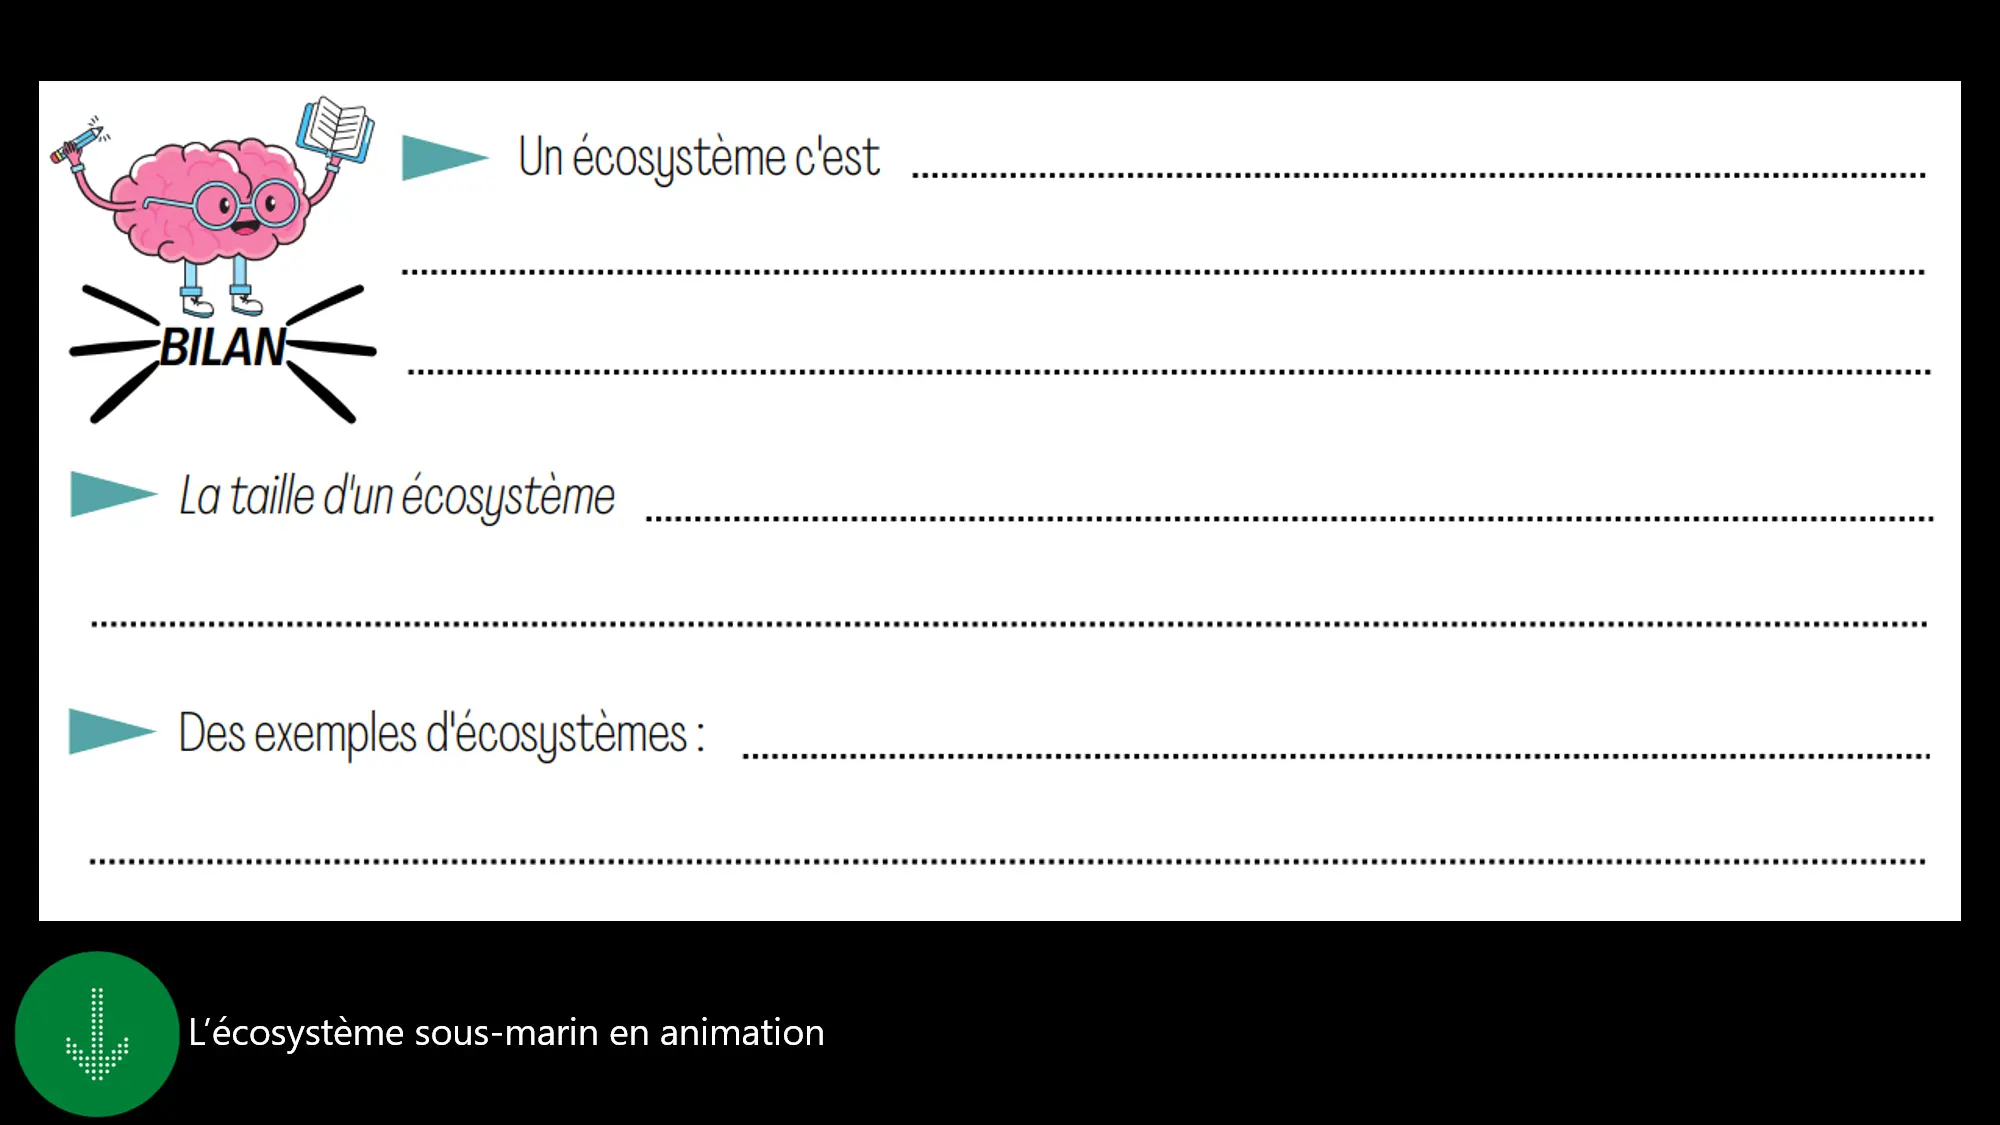 Un écosystème c'est ....................
....................
BILAN
....................
La taille d'un écosystème ....................
....................
Des exemples d'écosystèmes : ....................
....................
L’écosystème sous-marin en animation